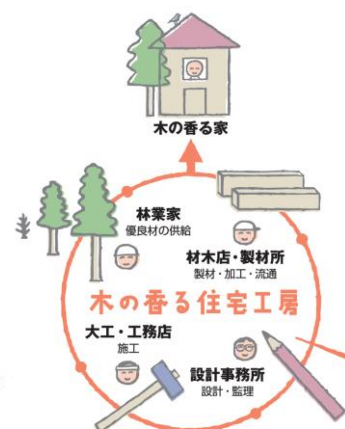 木の香る家
林業家
優良材の供給
材木店・製材所
製材・加工・流通
木の香る住宅工房
大工・工務店
施工
設計事務所
設計・監理